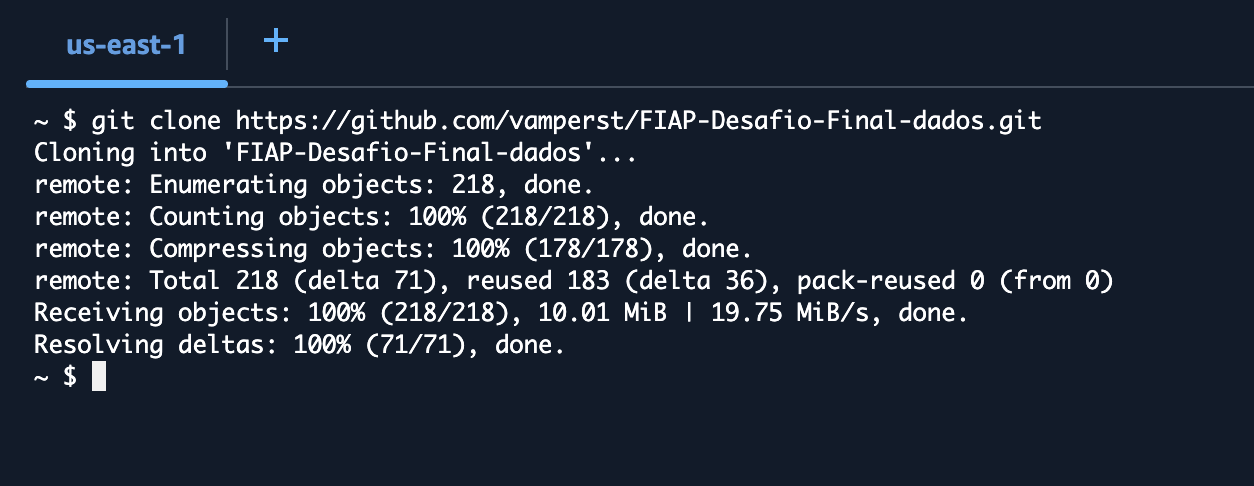 us-east-1
+
~ $ git clone https://github.com/vamperst/FIAP-Desafio-Final-dados.git
Cloning into 'FIAP-Desafio-Final-dados'...
remote: Enumerating objects: 218, done.
remote: Counting objects: 100% (218/218), done.
remote: Compressing objects: 100% (178/178), done.
remote: Total 218 (delta 71), reused 183 (delta 36), pack-reused 0 (from 0)
Receiving objects: 100% (218/218), 10.01 MiB | 19.75 MiB/s, done.
Resolving deltas: 100% (71/71), done.
~ $